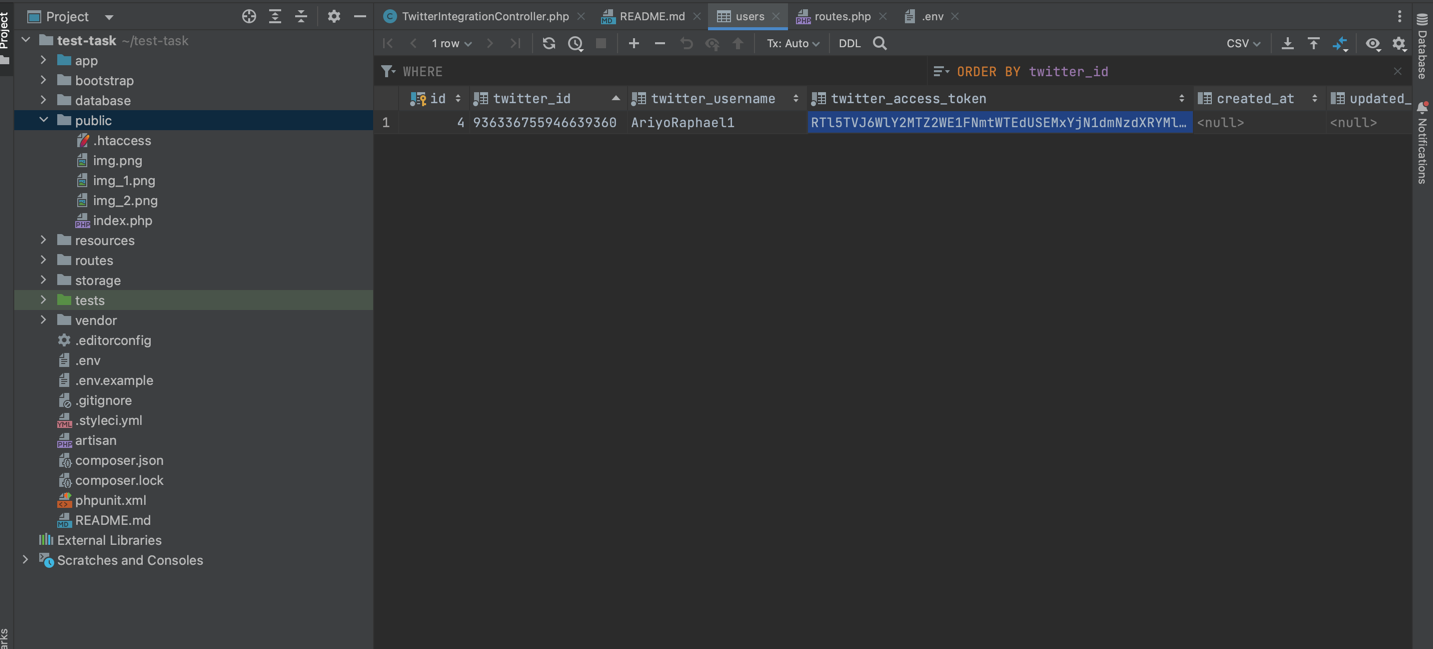 Project
TwitterIntegrationController.php
README.md
users
routes.php
.env
test-task ~/test-task
app
bootstrap
database
public
.htaccess
img.png
img_1.png
img_2.png
index.php
resources
routes
storage
tests
vendor
.editorconfig
.env
.env.example
.gitignore
.styleci.yml
artisan
composer.json
composer.lock
phpunit.xml
README.md
External Libraries
Scratches and Consoles
1 row
Tx: Auto
DDL
CSV
WHERE
ORDER BY twitter_id
id twitter_id twitter_username twitter_access_token created_at updated_
1 4 936336755946639360 AriyoRaphael1 RTl5TVJ6WlY2MTZ2WE1FNmtWTEdUSEMxYjN1dmNzdXRYMl… <null> <null>
Project
arks
Database
Notifications